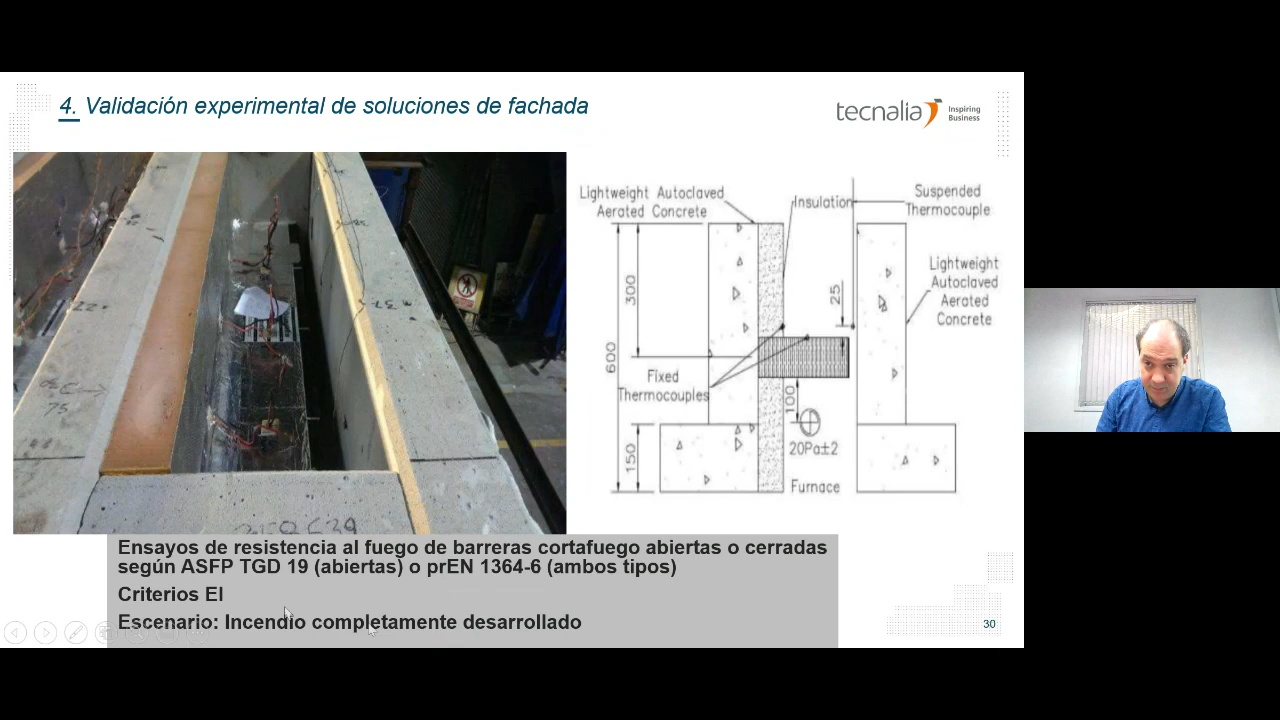 4. Validación experimental de soluciones de fachada
tecnalia
Inspiring
Business
Lightweight Autoclaved
Aerated Concrete
Insulation
Suspended
Thermocouple
Lightweight
Autoclaved
Aerated
Concrete
300
600
25
Fixed
Thermocouples
100
150
20Pa±2
Furnace
75
Ensayos de resistencia al fuego de barreras cortafuego abiertas o cerradas
según ASFP TGD 19 (abiertas) o prEN 1364-6 (ambos tipos)
Criterios EI
Escenario: Incendio completamente desarrollado
30